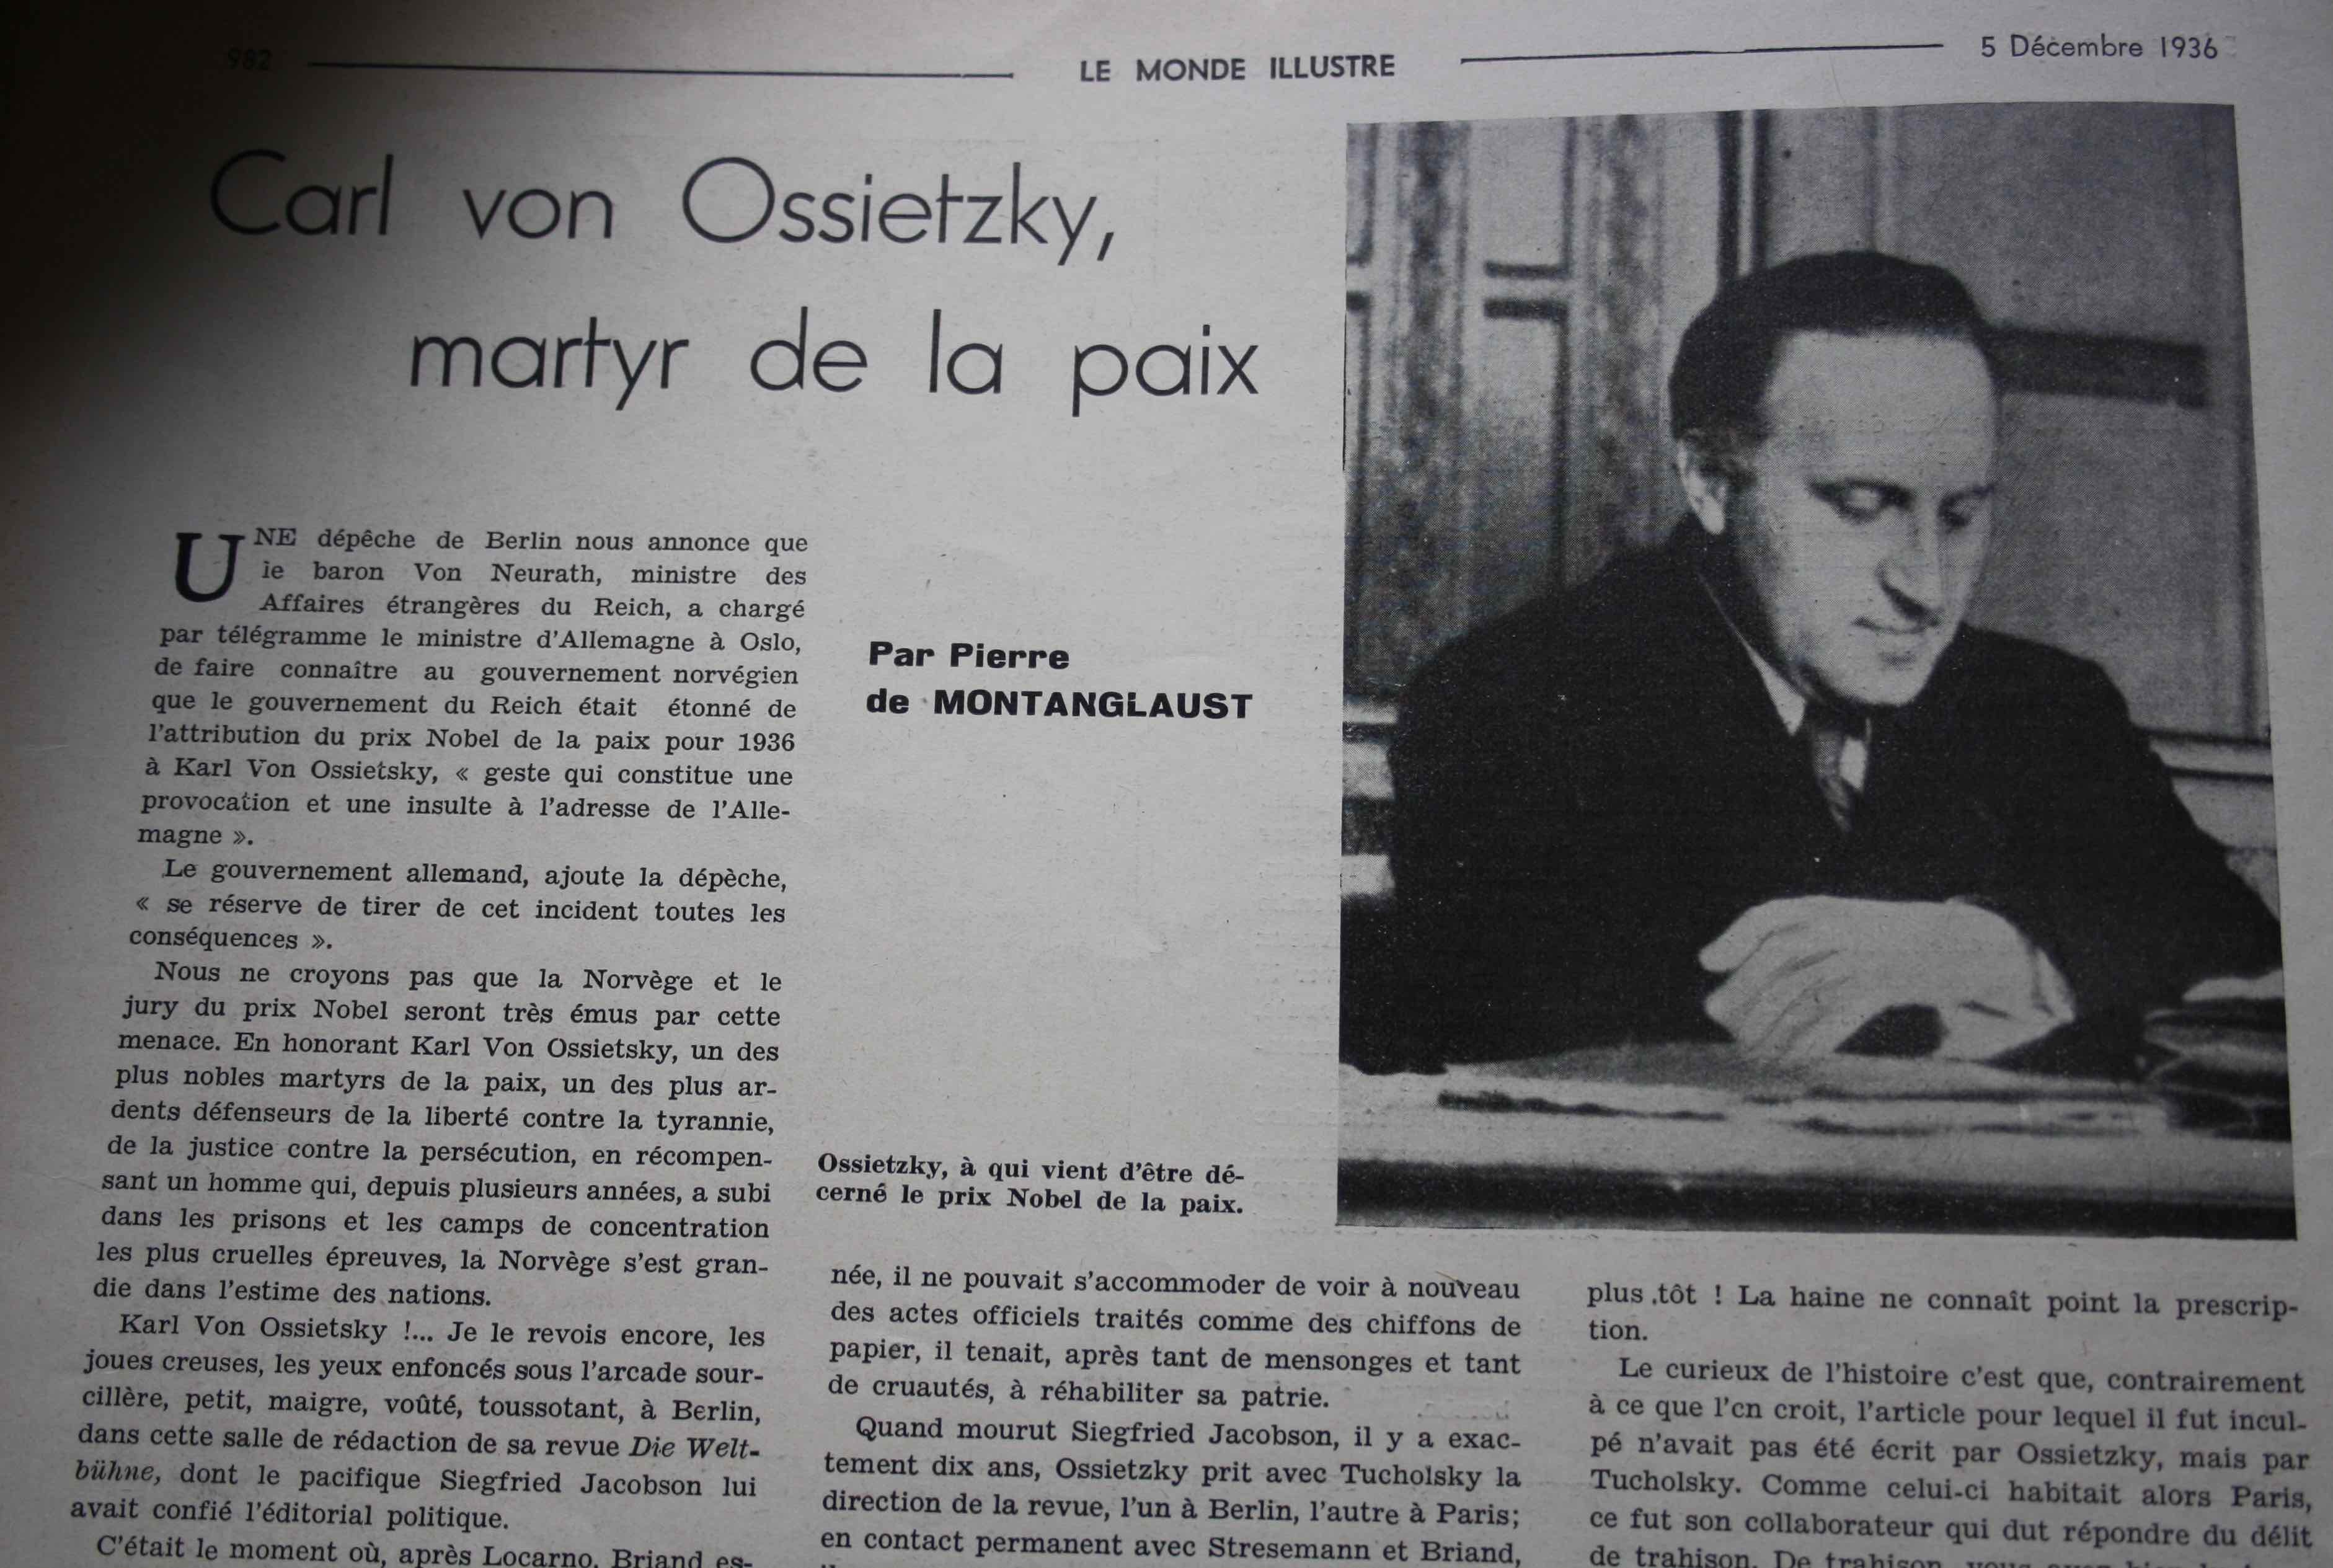 982
LE MONDE ILLUSTRE
5 Décembre 1936
Carl von Ossietzky,
martyr de la paix
UNE dépêche de Berlin nous annonce que
le baron Von Neurath, ministre des
Affaires étrangères du Reich, a chargé
par télégramme le ministre d'Allemagne à Oslo,
de faire connaître au gouvernement norvégien
que le gouvernement du Reich était étonné de
l'attribution du prix Nobel de la paix pour 1936
à Karl Von Ossietsky, « geste qui constitue une
provocation et une insulte à l'adresse de l'Alle-
magne ».
Le gouvernement allemand, ajoute la dépèche,
« se réserve de tirer de cet incident toutes les
conséquences ».
Nous ne croyons pas que la Norvège et le
jury du prix Nobel seront très émus par cette
menace. En honorant Karl Von Ossietsky, un des
plus nobles martyrs de la paix, un des plus ar-
dents défenseurs de la liberté contre la tyrannie,
de la justice contre la persécution, en récompen-
sant un homme qui, depuis plusieurs années, a subi
dans les prisons et les camps de concentration
les plus cruelles épreuves, la Norvège s'est gran-
die dans l'estime des nations.
Karl Von Ossietsky !... Je le revois encore, les
joues creuses, les yeux enfoncés sous l'arcade sour-
cillère, petit, maigre, voûté, toussotant, à Berlin,
dans cette salle de rédaction de sa revue Die Welt-
bühne, dont le pacifique Siegfried Jacobson lui
avait confié l'éditorial politique.
C'était le moment où, après Locarno, Briand es-
Par Pierre
de MONTANGLAUST
Ossietzky, à qui vient d'être dé-
cerné le prix Nobel de la paix.
née, il ne pouvait s'accommoder de voir à nouveau
des actes officiels traités comme des chiffons de
papier, il tenait, après tant de mensonges et tant
de cruautés, à réhabiliter sa patrie.
Quand mourut Siegfried Jacobson, il y a exac-
tement dix ans, Ossietzky prit avec Tucholsky la
direction de la revue, l'un à Berlin, l'autre à Paris;
en contact permanent avec Stresemann et Briand,
plus tôt ! La haine ne connaît point la prescrip-
tion.
Le curieux de l'histoire c'est que, contrairement
à ce que l'cn croit, l'article pour lequel il fut incul-
pé n'avait pas été écrit par Ossietzky, mais par
Tucholsky. Comme celui-ci habitait alors Paris,
ce fut son collaborateur qui dut répondre du délit
de trahison. De trahison,